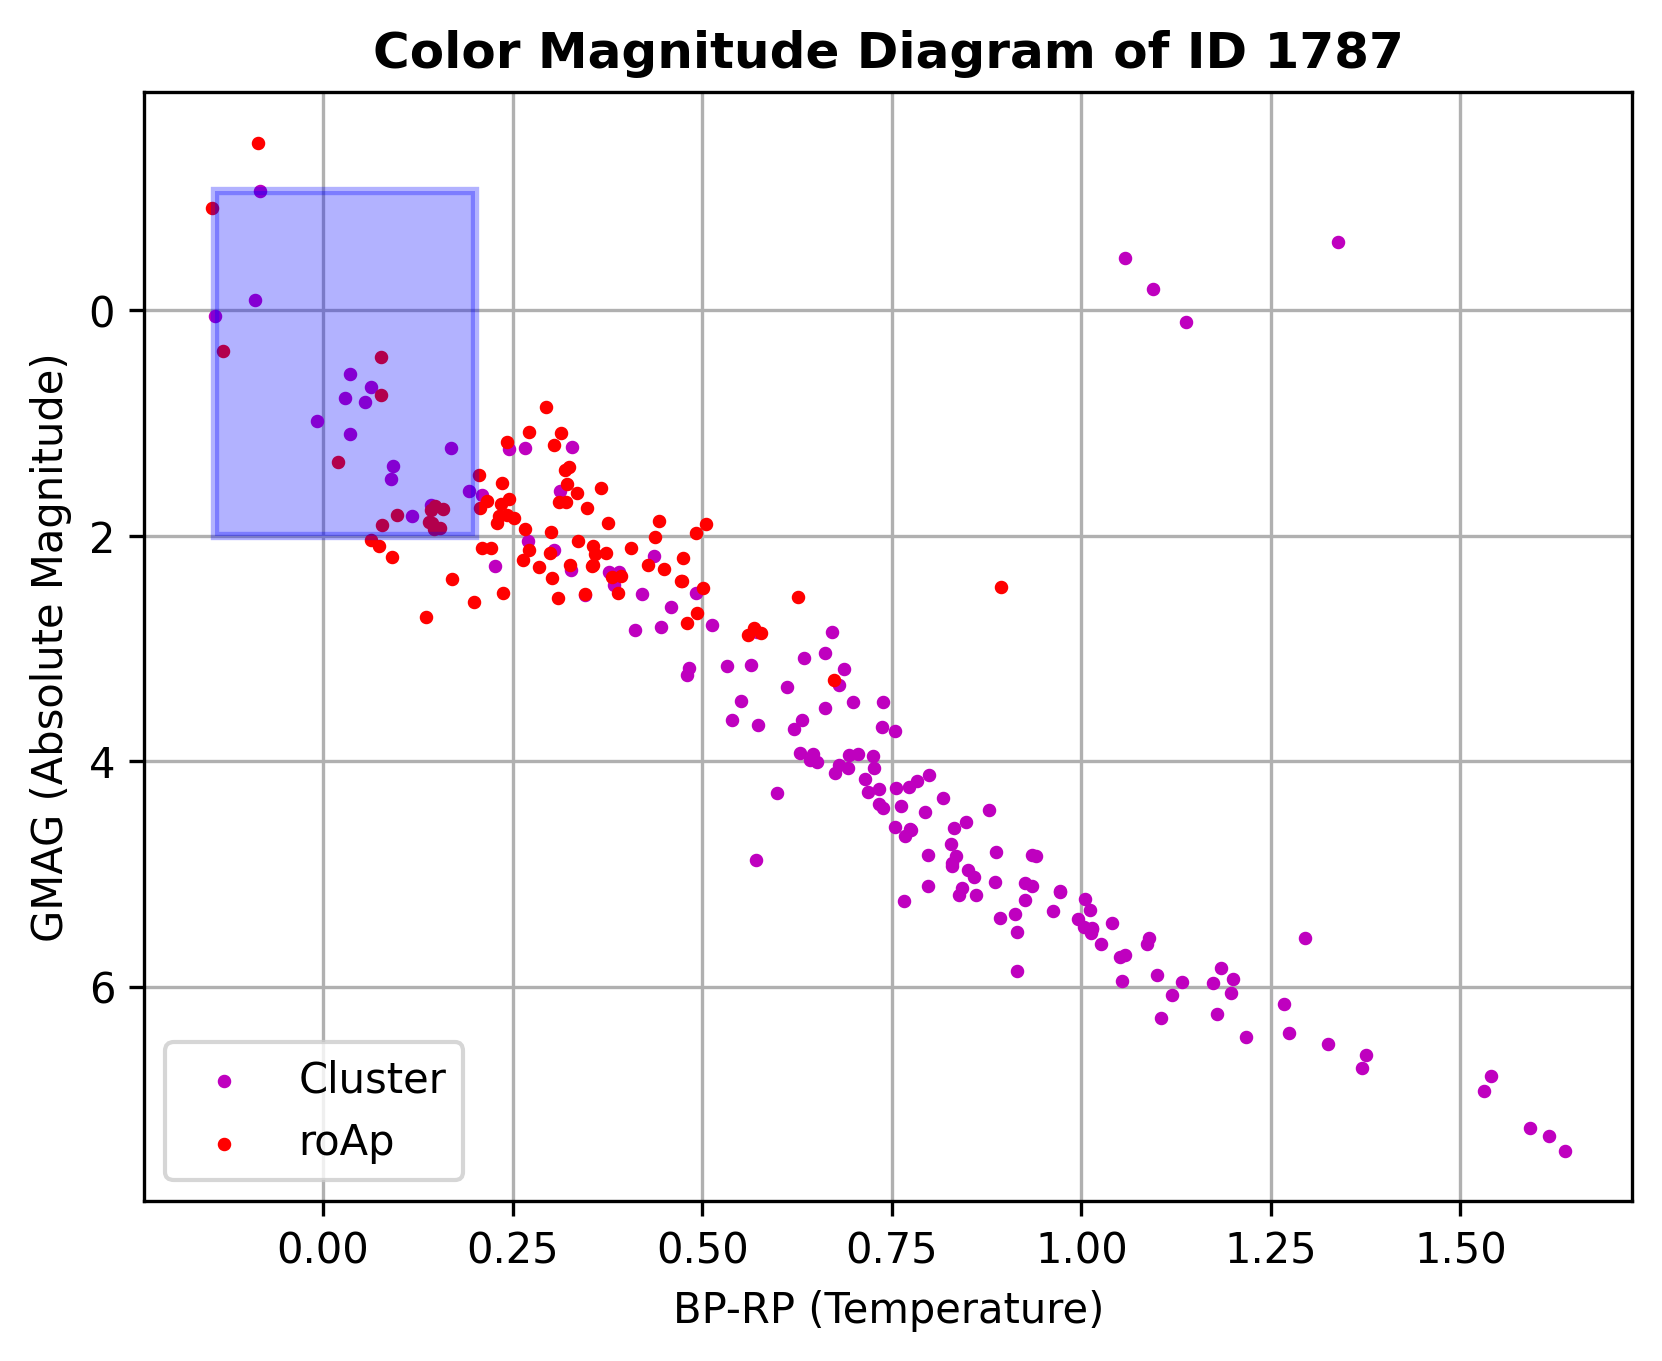 Color Magnitude Diagram of ID 1787
GMAG (Absolute Magnitude)
0
2
4
6
Cluster
roAp
0.00 0.25 0.50 0.75 1.00 1.25 1.50
BP-RP (Temperature)